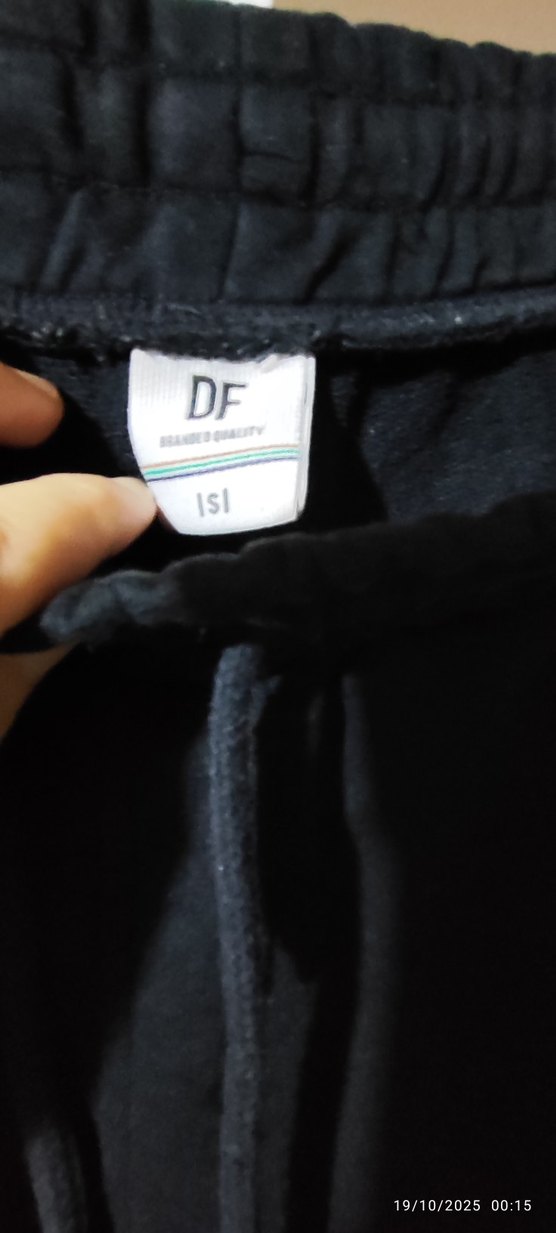 DF
BRANDED QUALITY
|S|
19/10/2025 00:15